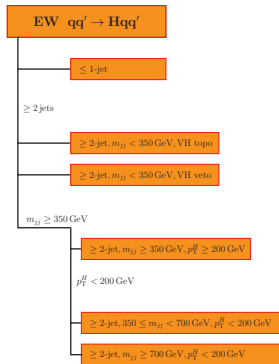 EW qq′ → Hqq′
≤ 1-jet
≥ 2 jets
≥ 2-jet, m_jj < 350 GeV, VH topo
≥ 2-jet, m_jj < 350 GeV, VH veto
m_jj ≥ 350 GeV
≥ 2-jet, m_jj ≥ 350 GeV, p_T^H ≥ 200 GeV
p_T^H < 200 GeV
≥ 2-jet, 350 ≤ m_jj < 700 GeV, p_T^H < 200 GeV
≥ 2-jet, m_jj ≥ 700 GeV, p_T^H < 200 GeV